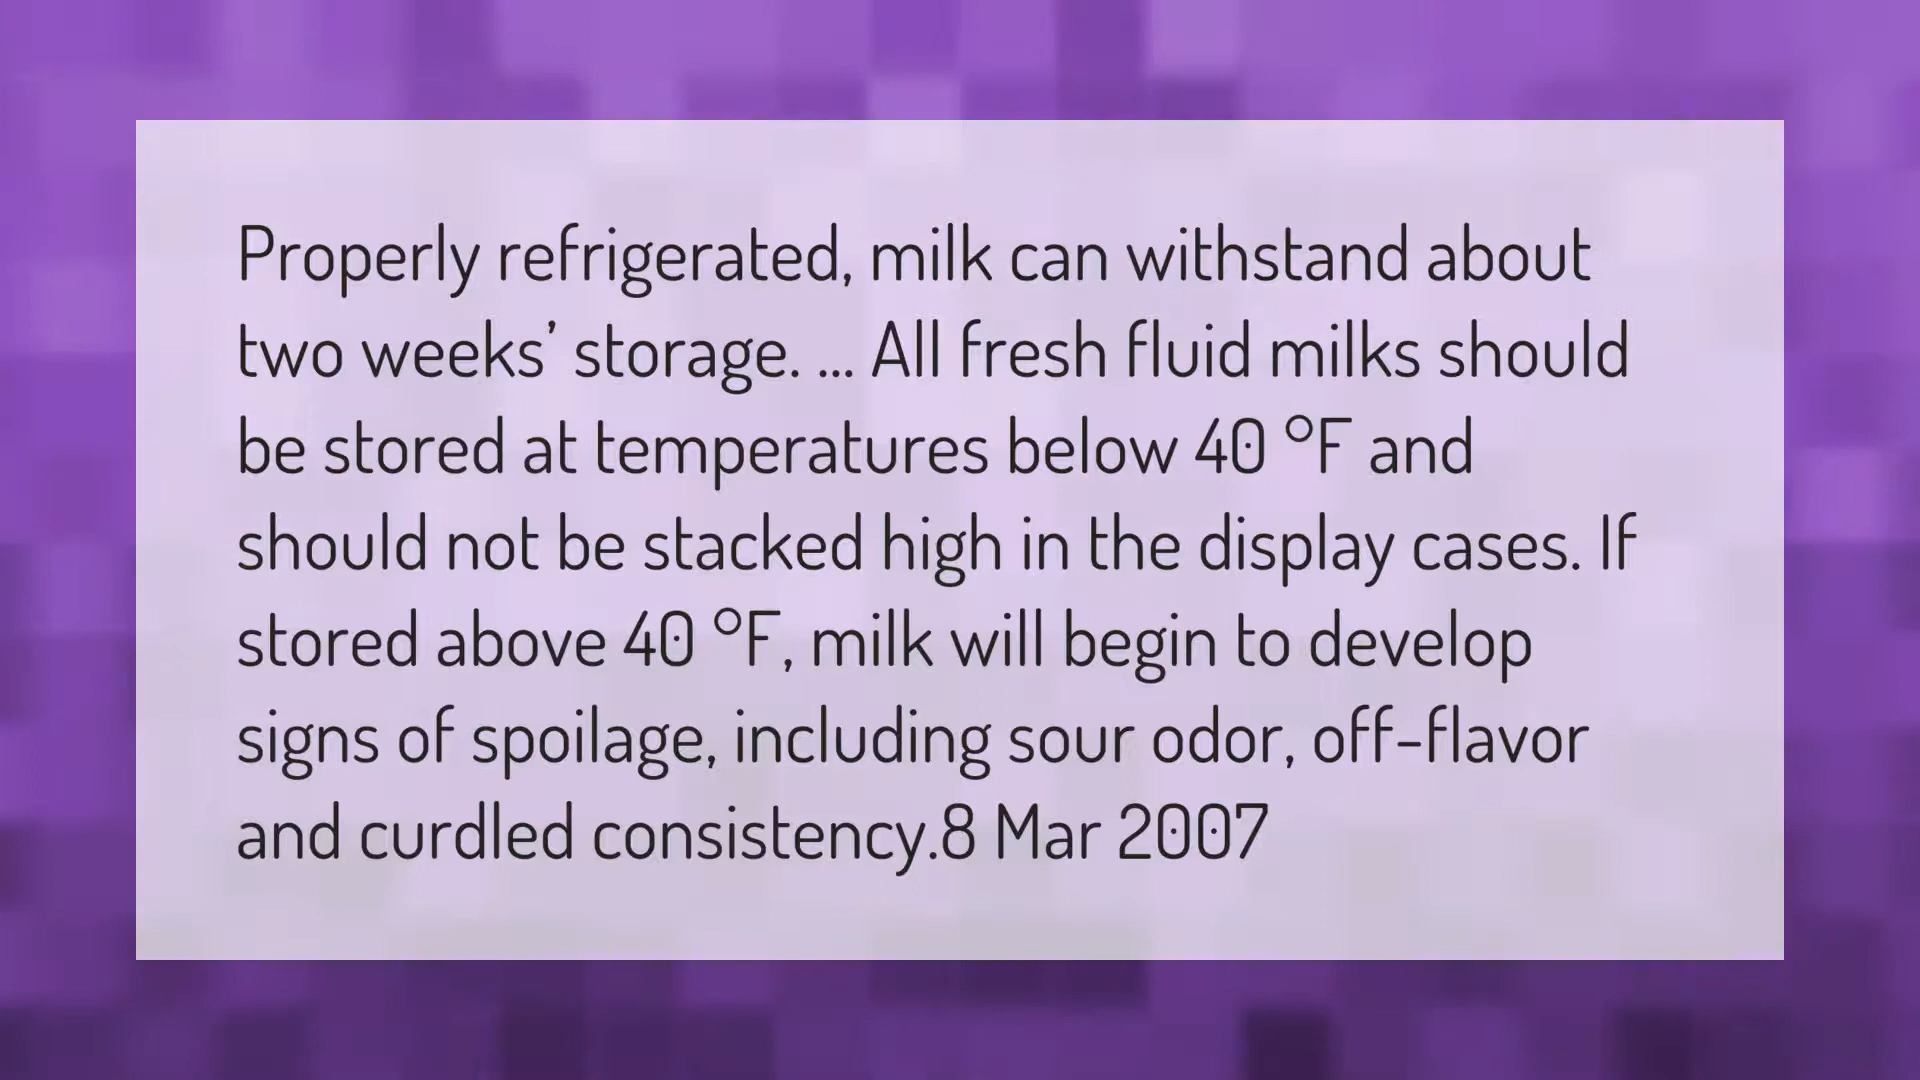 Properly refrigerated, milk can withstand about
two weeks’ storage. ... All fresh fluid milks should
be stored at temperatures below 40 °F and
should not be stacked high in the display cases. If
stored above 40 °F, milk will begin to develop
signs of spoilage, including sour odor, off-flavor
and curdled consistency.8 Mar 2007